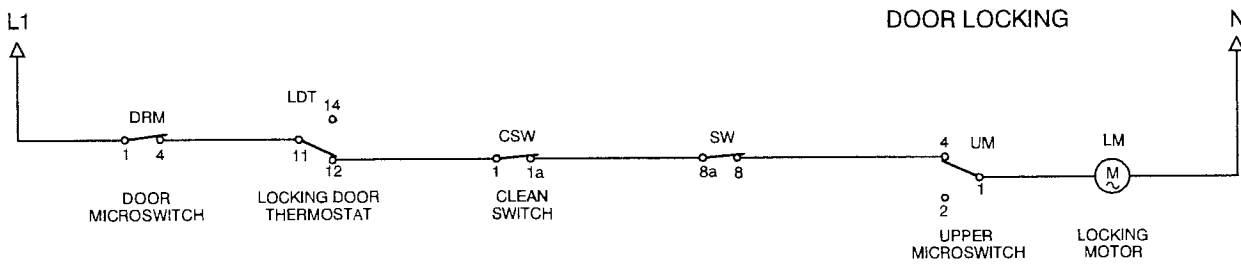 DOOR LOCKING
L1
N
LDT
14
DRM
CSW
SW
4
UM
LM
1
4
11
12
1
1a
8a
8
1
M
2
DOOR
MICROSWITCH
LOCKING DOOR
THERMOSTAT
CLEAN
SWITCH
UPPER
MICROSWITCH
LOCKING
MOTOR